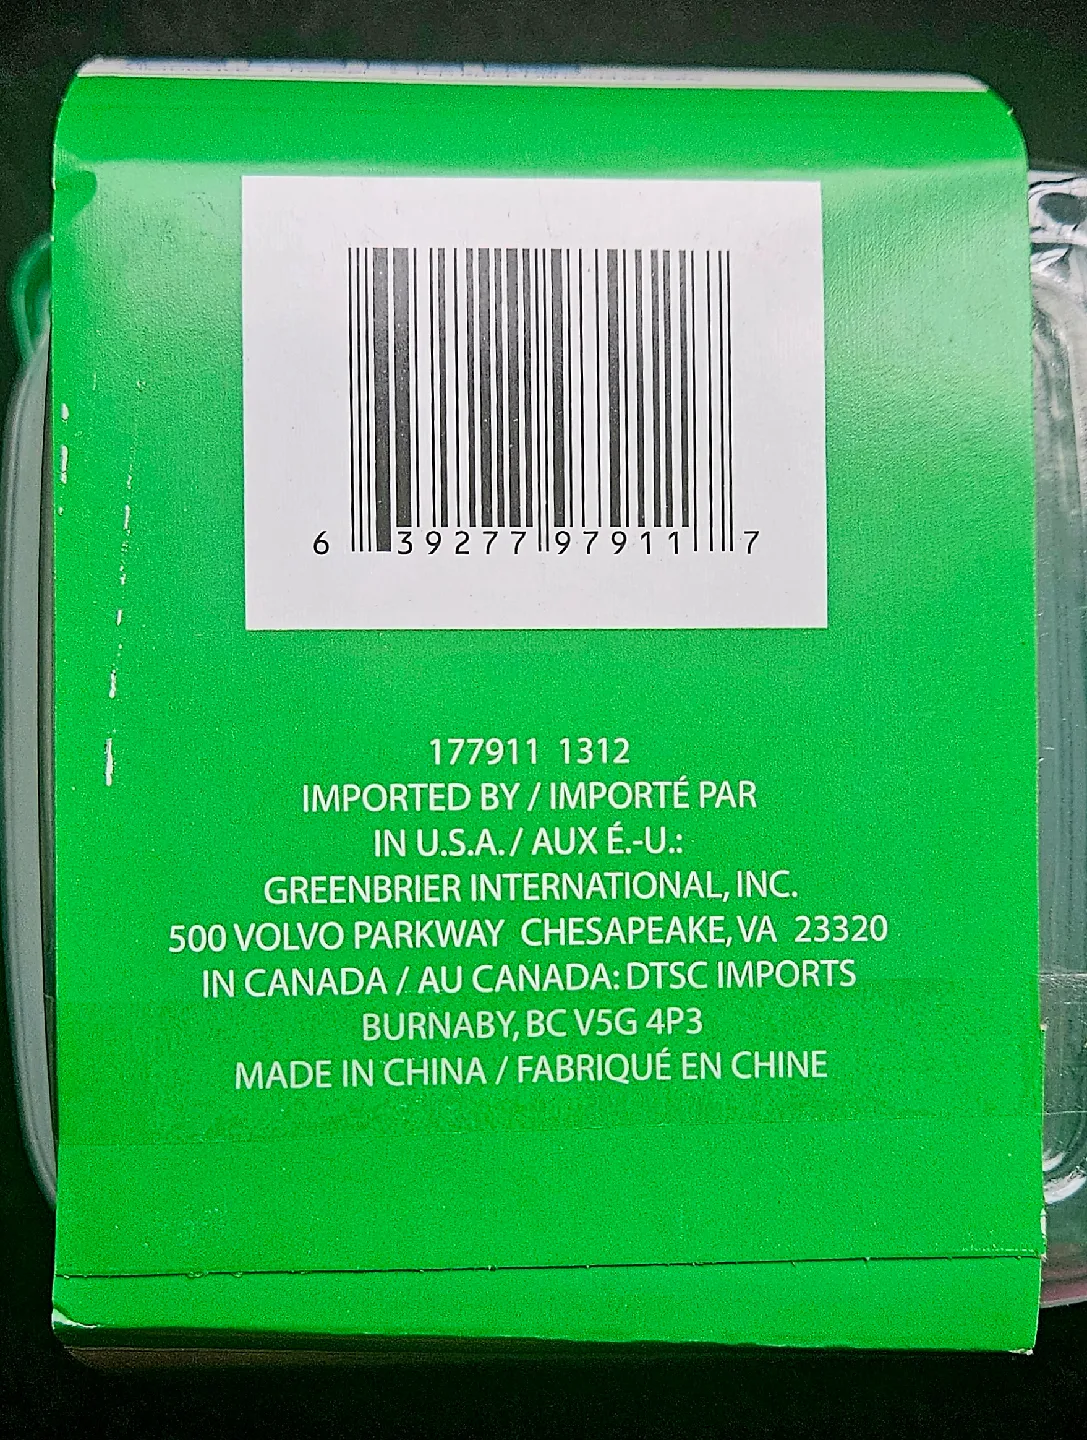 6 39277 97911 7
177911 1312
IMPORTED BY / IMPORTÉ PAR
IN U.S.A. / AUX É.-U.:
GREENBRIER INTERNATIONAL, INC.
500 VOLVO PARKWAY CHESAPEAKE, VA 23320
IN CANADA / AU CANADA: DTSC IMPORTS
BURNABY, BC V5G 4P3
MADE IN CHINA / FABRIQUÉ EN CHINE